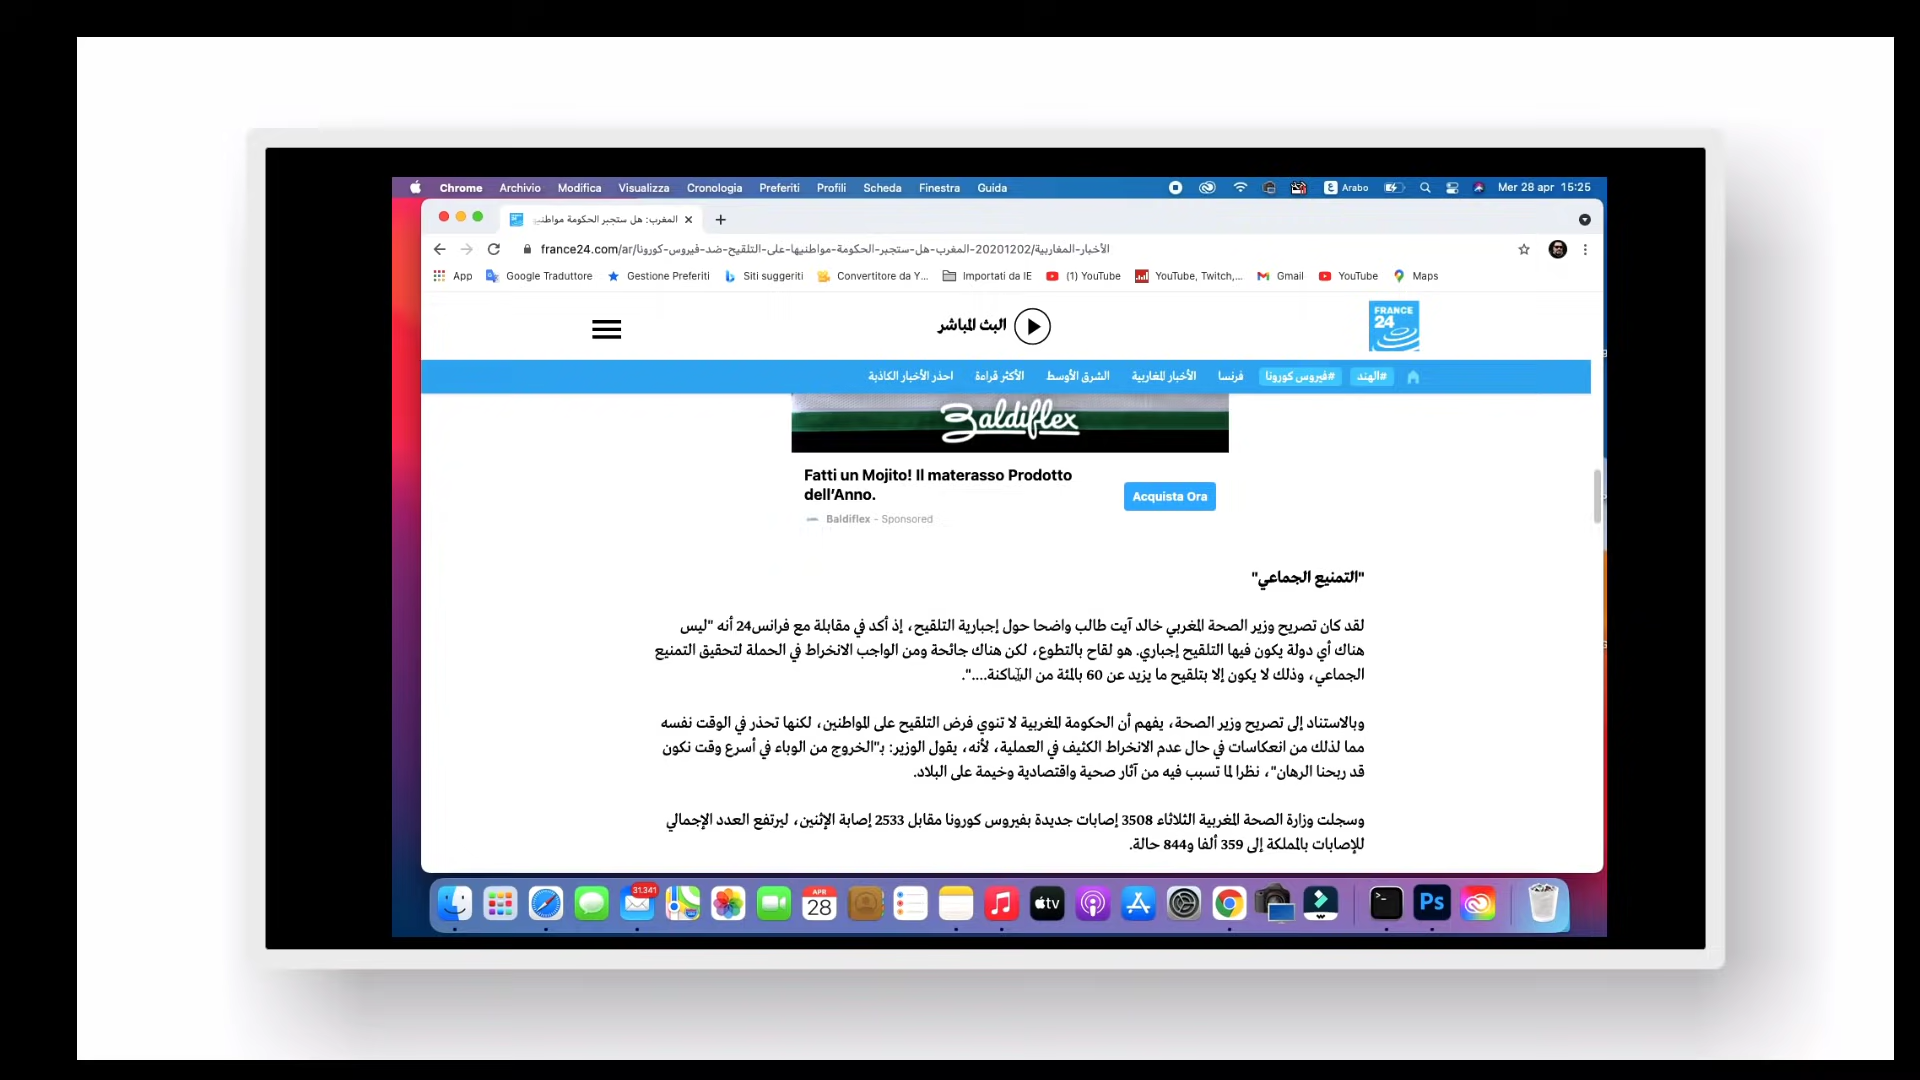 Chrome Archivio Modifica Visualizza Cronologia Preferiti Profili Scheda Finestra Guida
Arabo Mer 28 apr 15:25
المغرب: هل ستجبر الحكومة مواطنيـ
france24.com/ar/الأخبار-المغاربية/20201202-المغرب-هل-ستجبر-الحكومة-مواطنيها-على-التلقيح-ضد-فيروس-كورونا
App Google Traduttore Gestione Preferiti Siti suggeriti Convertitore da Y... Importati da IE (1) YouTube YouTube, Twitch,... Gmail YouTube Maps
البث المباشر
FRANCE
24
#الهند #فيروس كورونا فرنسا الأخبار المغاربية الشرق الأوسط الأكثر قراءة احذر الأخبار الكاذبة
Baldiflex
Fatti un Mojito! Il materasso Prodotto
dell'Anno.
Acquista Ora
Baldiflex - Sponsored
"التمنيع الجماعي"
لقد كان تصريح وزير الصحة المغربي خالد آيت طالب واضحا حول إجبارية التلقيح، إذ أكد في مقابلة مع فرانس24 أنه "ليس
هناك أي دولة يكون فيها التلقيح إجباري. هو لقاح بالتطوع، لكن هناك جائحة ومن الواجب الانخراط في الحملة لتحقيق التمنيع
الجماعي، وذلك لا يكون إلا بتلقيح ما يزيد عن 60 بالمئة من الساكنة....".
وبالاستناد إلى تصريح وزير الصحة، يفهم أن الحكومة المغربية لا تنوي فرض التلقيح على المواطنين، لكنها تحذر في الوقت نفسه
مما لذلك من انعكاسات في حال عدم الانخراط الكثيف في العملية، لأنه، يقول الوزير: بـ"الخروج من الوباء في أسرع وقت نكون
قد ربحنا الرهان"، نظرا لما تسبب فيه من آثار صحية واقتصادية وخيمة على البلاد.
وسجلت وزارة الصحة المغربية الثلاثاء 3508 إصابات جديدة بفيروس كورونا مقابل 2533 إصابة الإثنين، ليرتفع العدد الإجمالي
للإصابات بالمملكة إلى 359 ألفا و844 حالة.
31.341
APR
28
tv
Ps